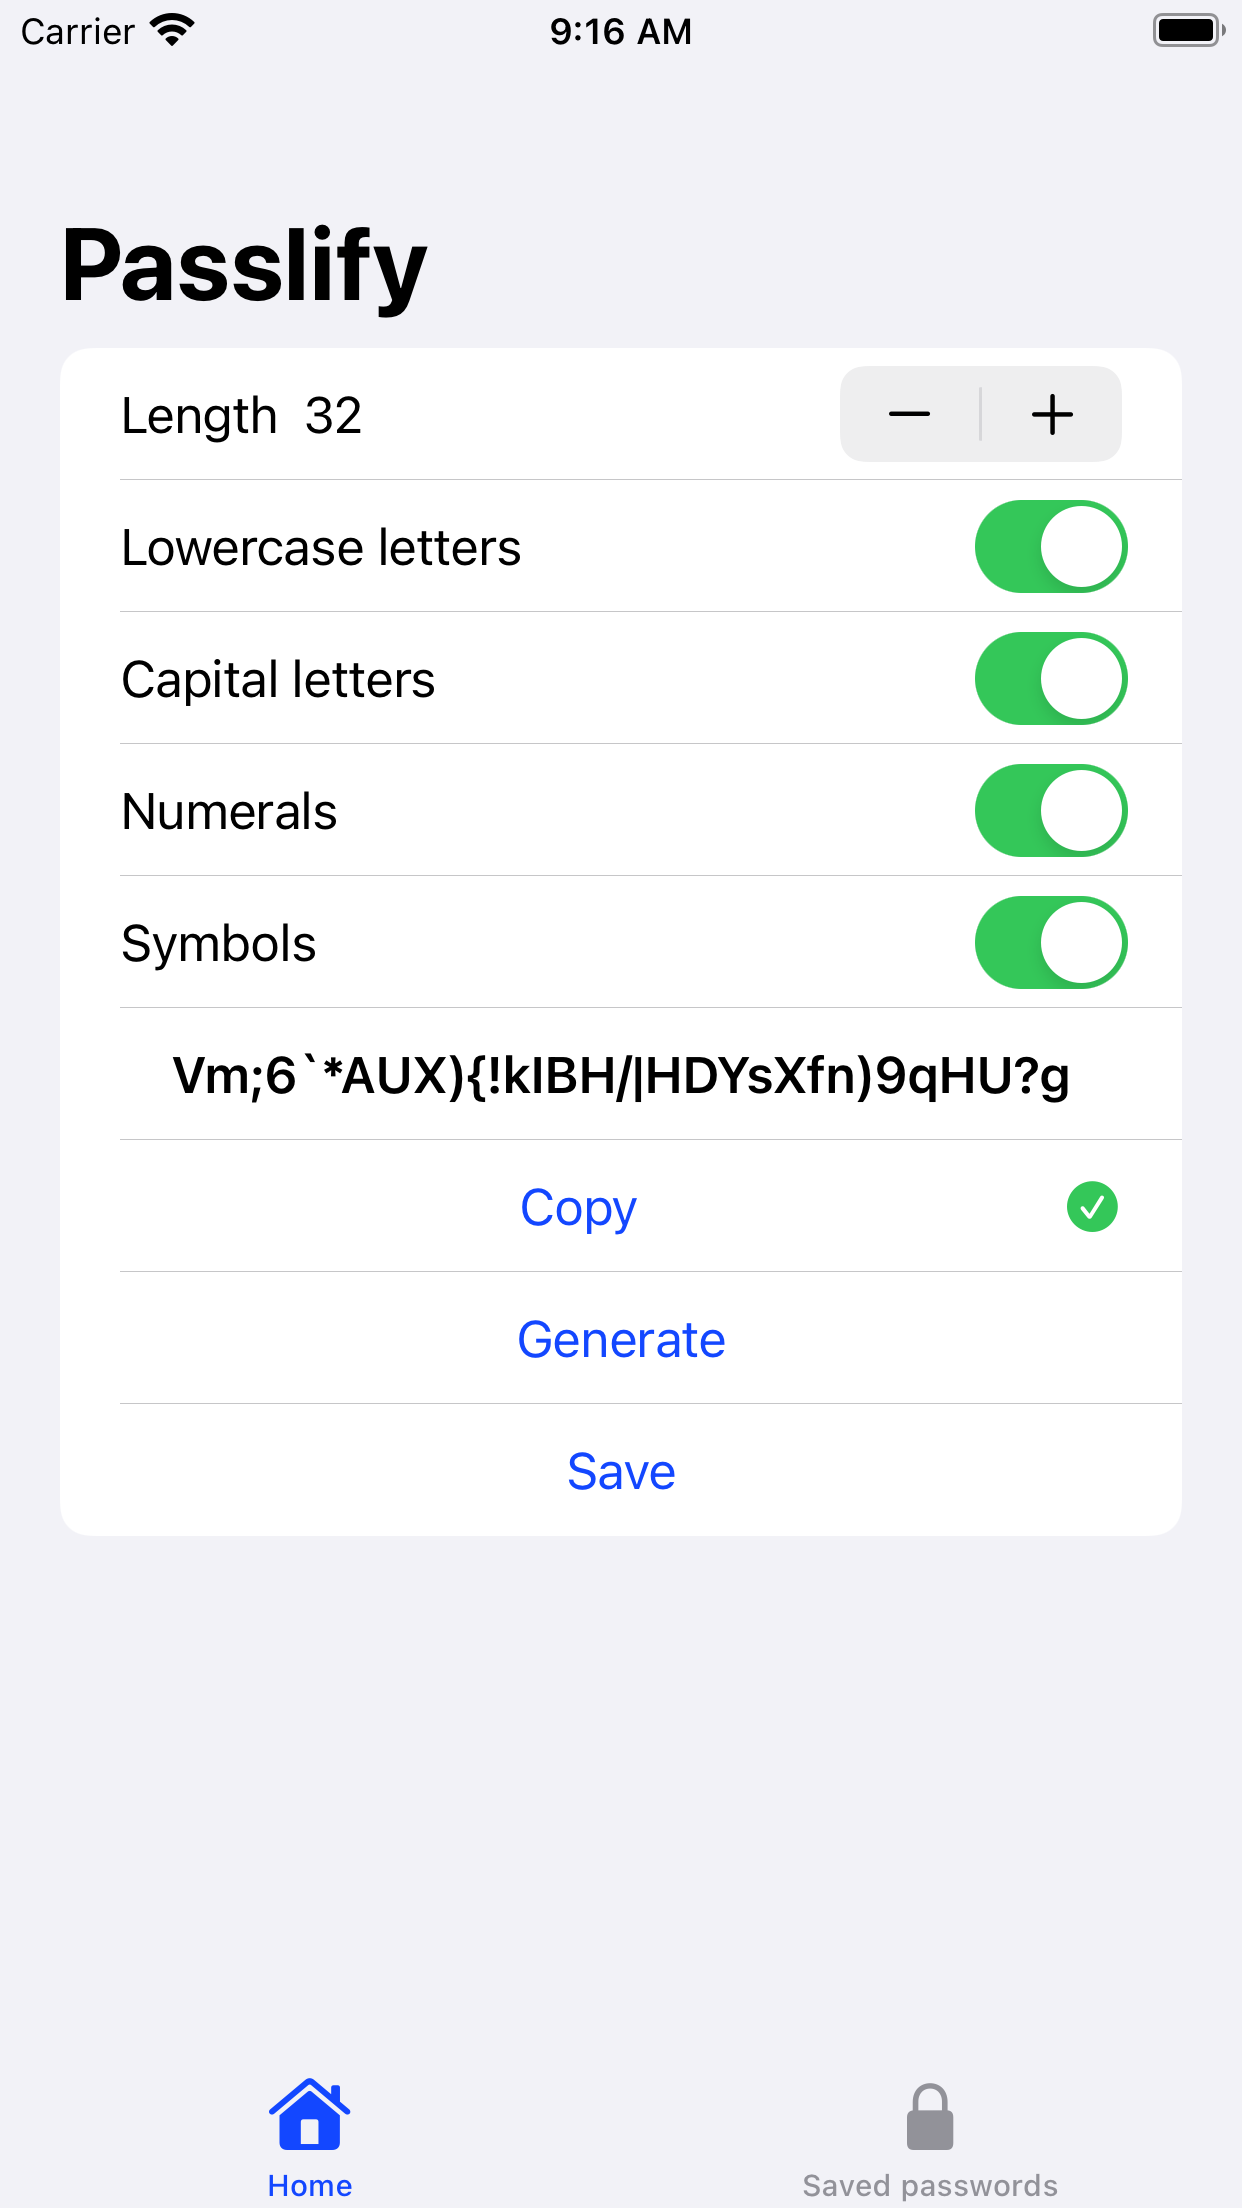 Carrier 9:16 AM
Passlify
Length 32
Lowercase letters
Capital letters
Numerals
Symbols
Vm;6`*AUX){!kIBH/|HDYsXfn)9qHU?g
Copy
Generate
Save
Home Saved passwords